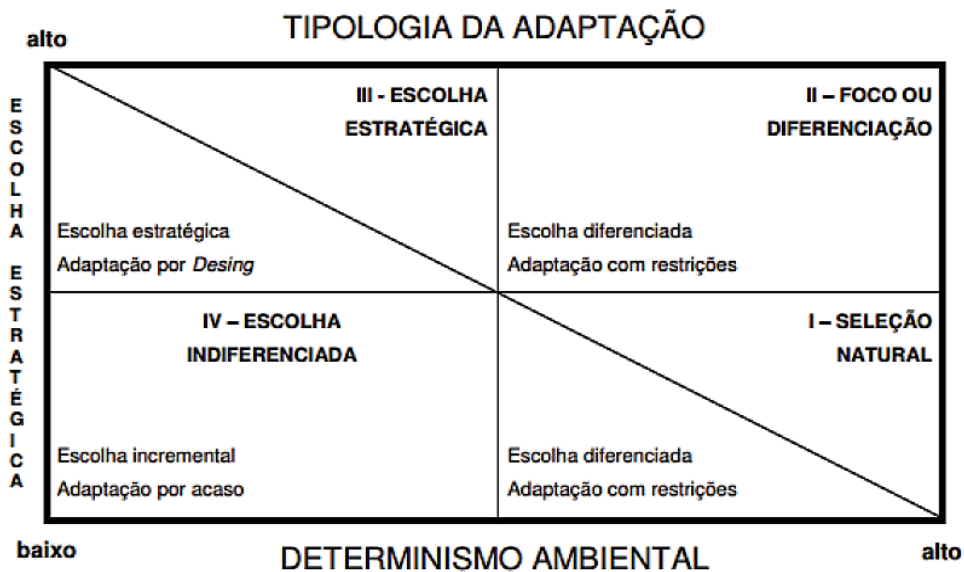 TIPOLOGIA DA ADAPTAÇÃO
alto
ESCOLHA ESTRATÉGICA
III - ESCOLHA
ESTRATÉGICA
Escolha estratégica
Adaptação por Desing
II – FOCO OU
DIFERENCIAÇÃO
Escolha diferenciada
Adaptação com restrições
IV – ESCOLHA
INDIFERENCIADA
Escolha incremental
Adaptação por acaso
I – SELEÇÃO
NATURAL
Escolha diferenciada
Adaptação com restrições
baixo
DETERMINISMO AMBIENTAL
alto